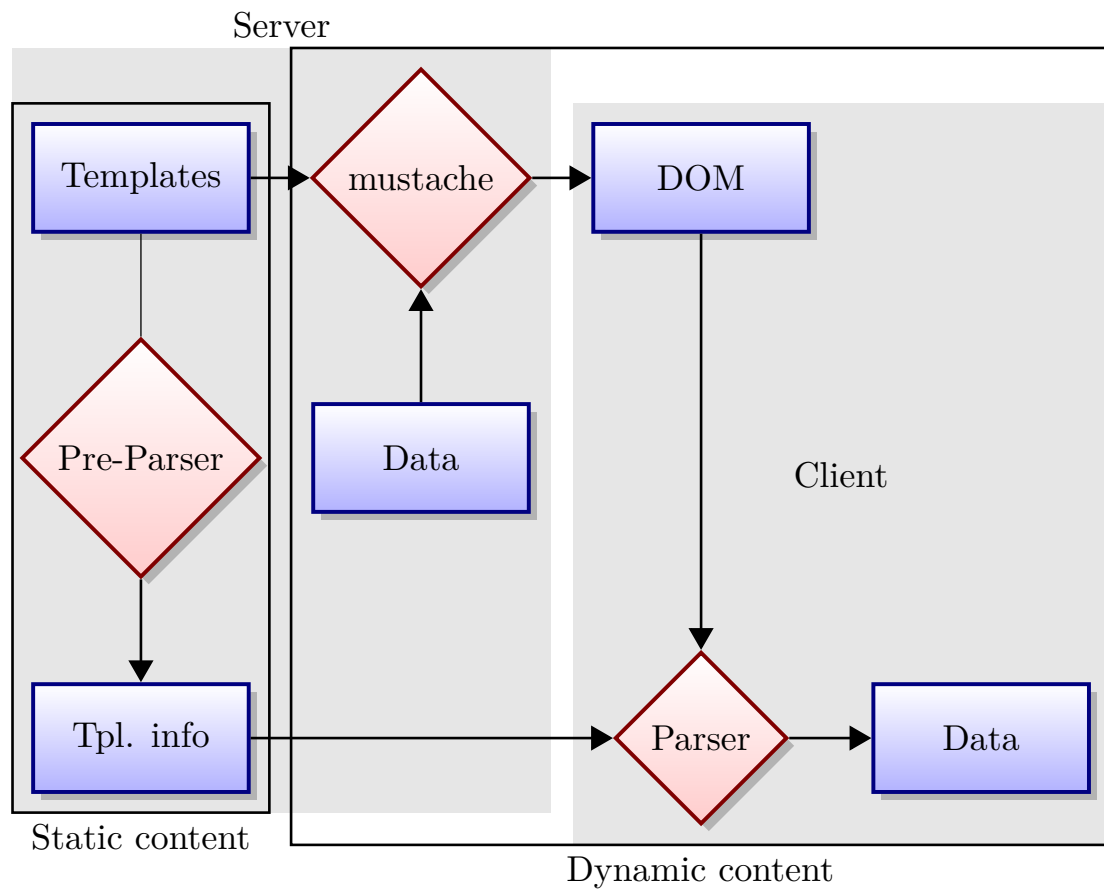 Server
Templates
mustache
DOM
Pre-Parser
Data
Client
Tpl. info
Parser
Data
Static content
Dynamic content